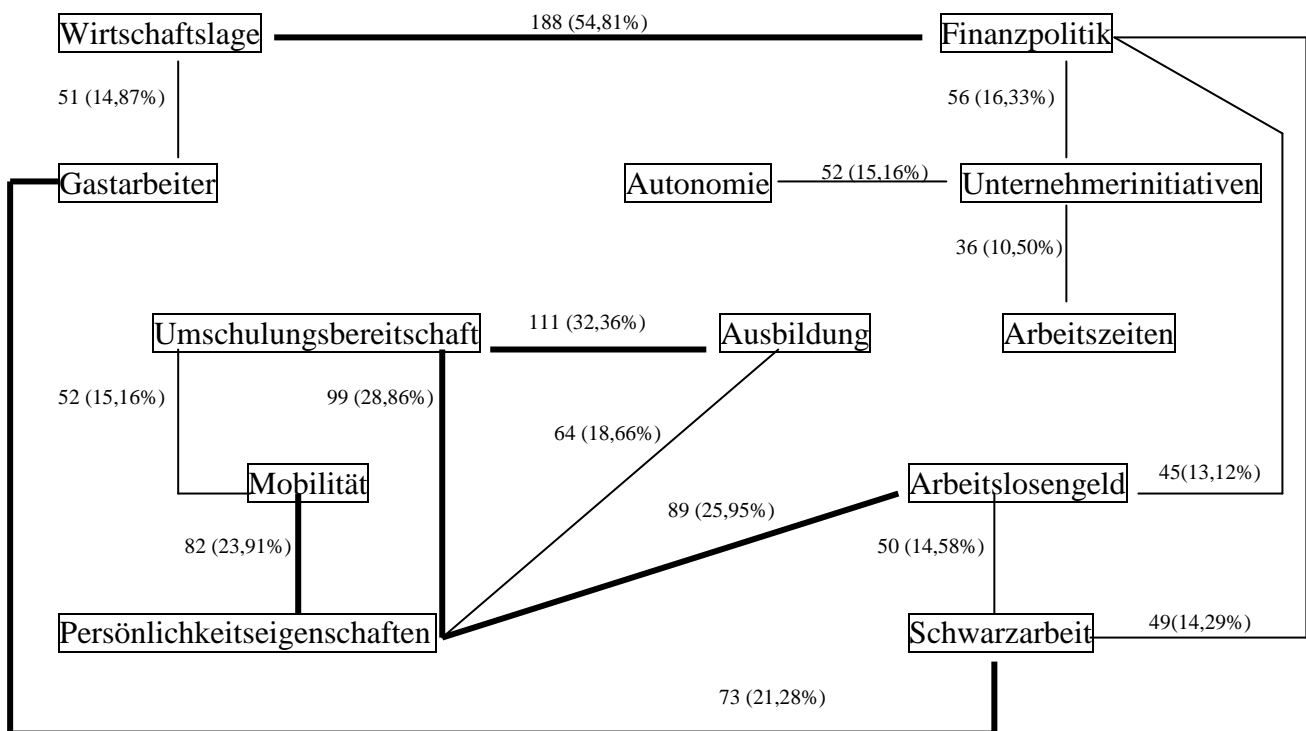 188 (54,81%)
Wirtschaftslage
Finanzpolitik
51 (14,87%)
56 (16,33%)
Gastarbeiter
Autonomie
52 (15,16%)
Unternehmerinitiativen
36 (10,50%)
Umschulungsbereitschaft
111 (32,36%)
Ausbildung
Arbeitszeiten
52 (15,16%)
99 (28,86%)
64 (18,66%)
Mobilität
Arbeitslosengeld
45(13,12%)
89 (25,95%)
82 (23,91%)
50 (14,58%)
Persönlichkeitseigenschaften
Schwarzarbeit
49(14,29%)
73 (21,28%)